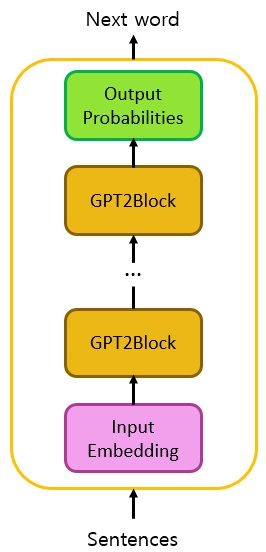 Next word
Output
Probabilities
GPT2Block
...
GPT2Block
Input
Embedding
Sentences